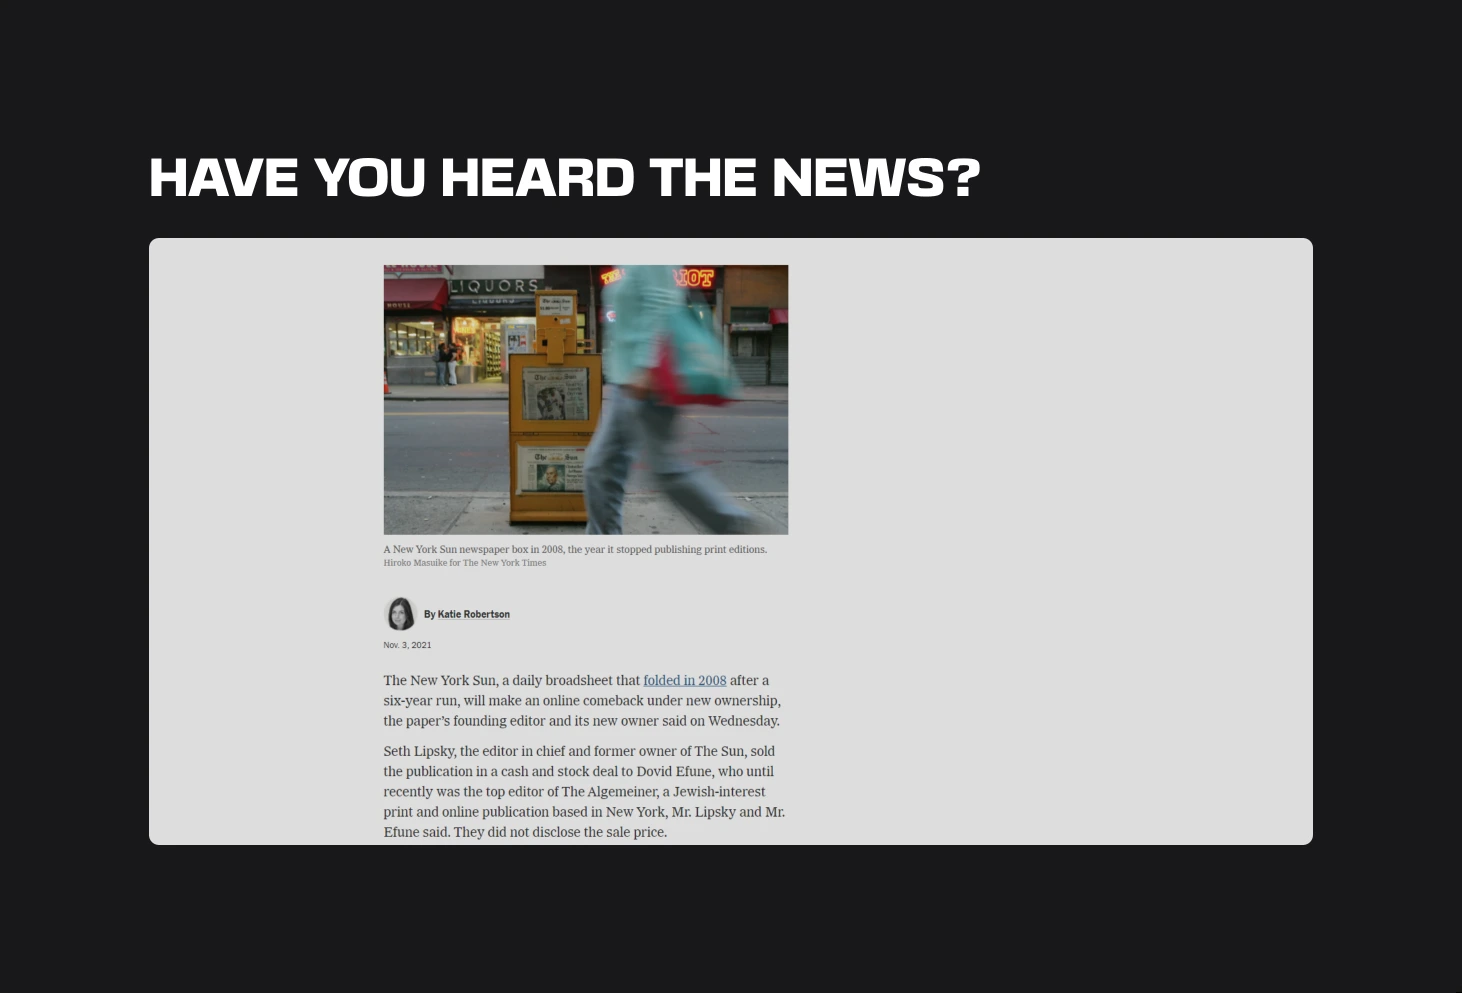 HAVE YOU HEARD THE NEWS?
LIQUORS
LIQUORS
The Sun
The Sun
A New York Sun newspaper box in 2008, the year it stopped publishing print editions.
Hiroko Masuike for The New York Times
By Katie Robertson
Nov. 3, 2021
The New York Sun, a daily broadsheet that folded in 2008 after a
six-year run, will make an online comeback under new ownership,
the paper’s founding editor and its new owner said on Wednesday.
Seth Lipsky, the editor in chief and former owner of The Sun, sold
the publication in a cash and stock deal to Dovid Efune, who until
recently was the top editor of The Algemeiner, a Jewish-interest
print and online publication based in New York, Mr. Lipsky and Mr.
Efune said. They did not disclose the sale price.